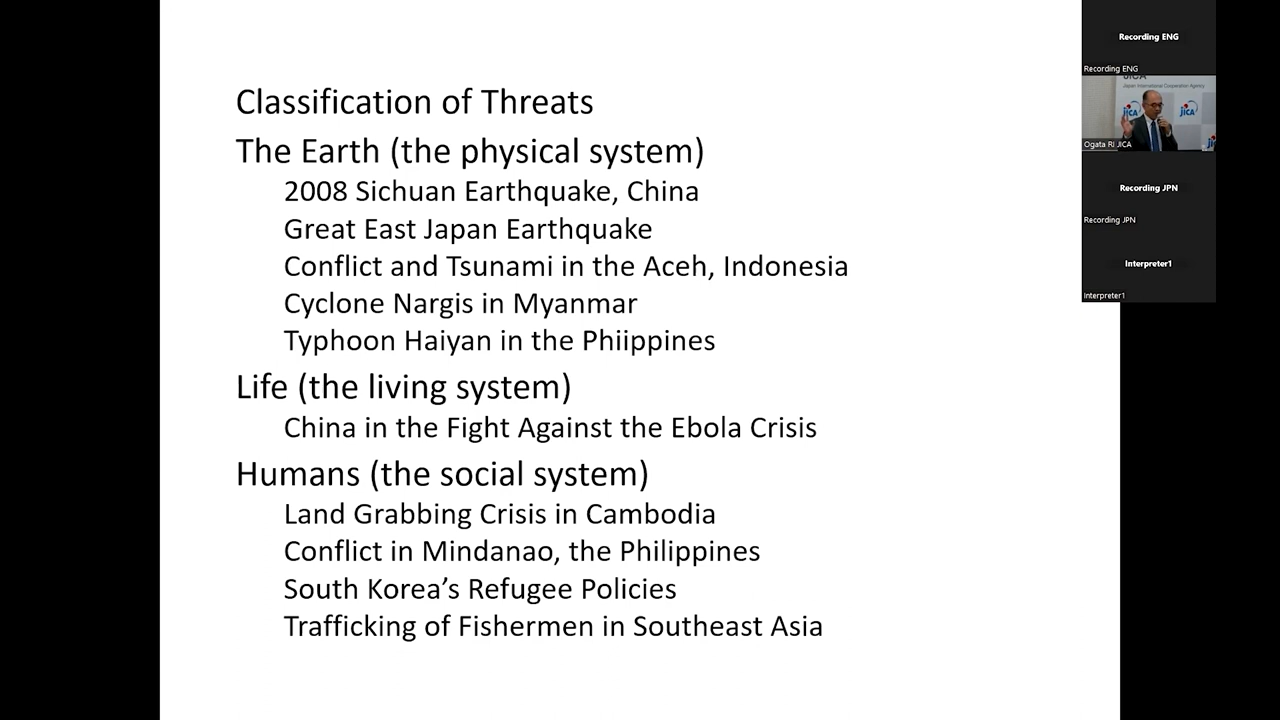 Classification of Threats
The Earth (the physical system)
2008 Sichuan Earthquake, China
Great East Japan Earthquake
Conflict and Tsunami in the Aceh, Indonesia
Cyclone Nargis in Myanmar
Typhoon Haiyan in the Phiippines
Life (the living system)
China in the Fight Against the Ebola Crisis
Humans (the social system)
Land Grabbing Crisis in Cambodia
Conflict in Mindanao, the Philippines
South Korea’s Refugee Policies
Trafficking of Fishermen in Southeast Asia
Recording ENG
Recording ENG
JICA
Japan International Cooperation Agency
jICA
jICA
Ogata RI JICA
Recording JPN
Recording JPN
Interpreter1
Interpreter1